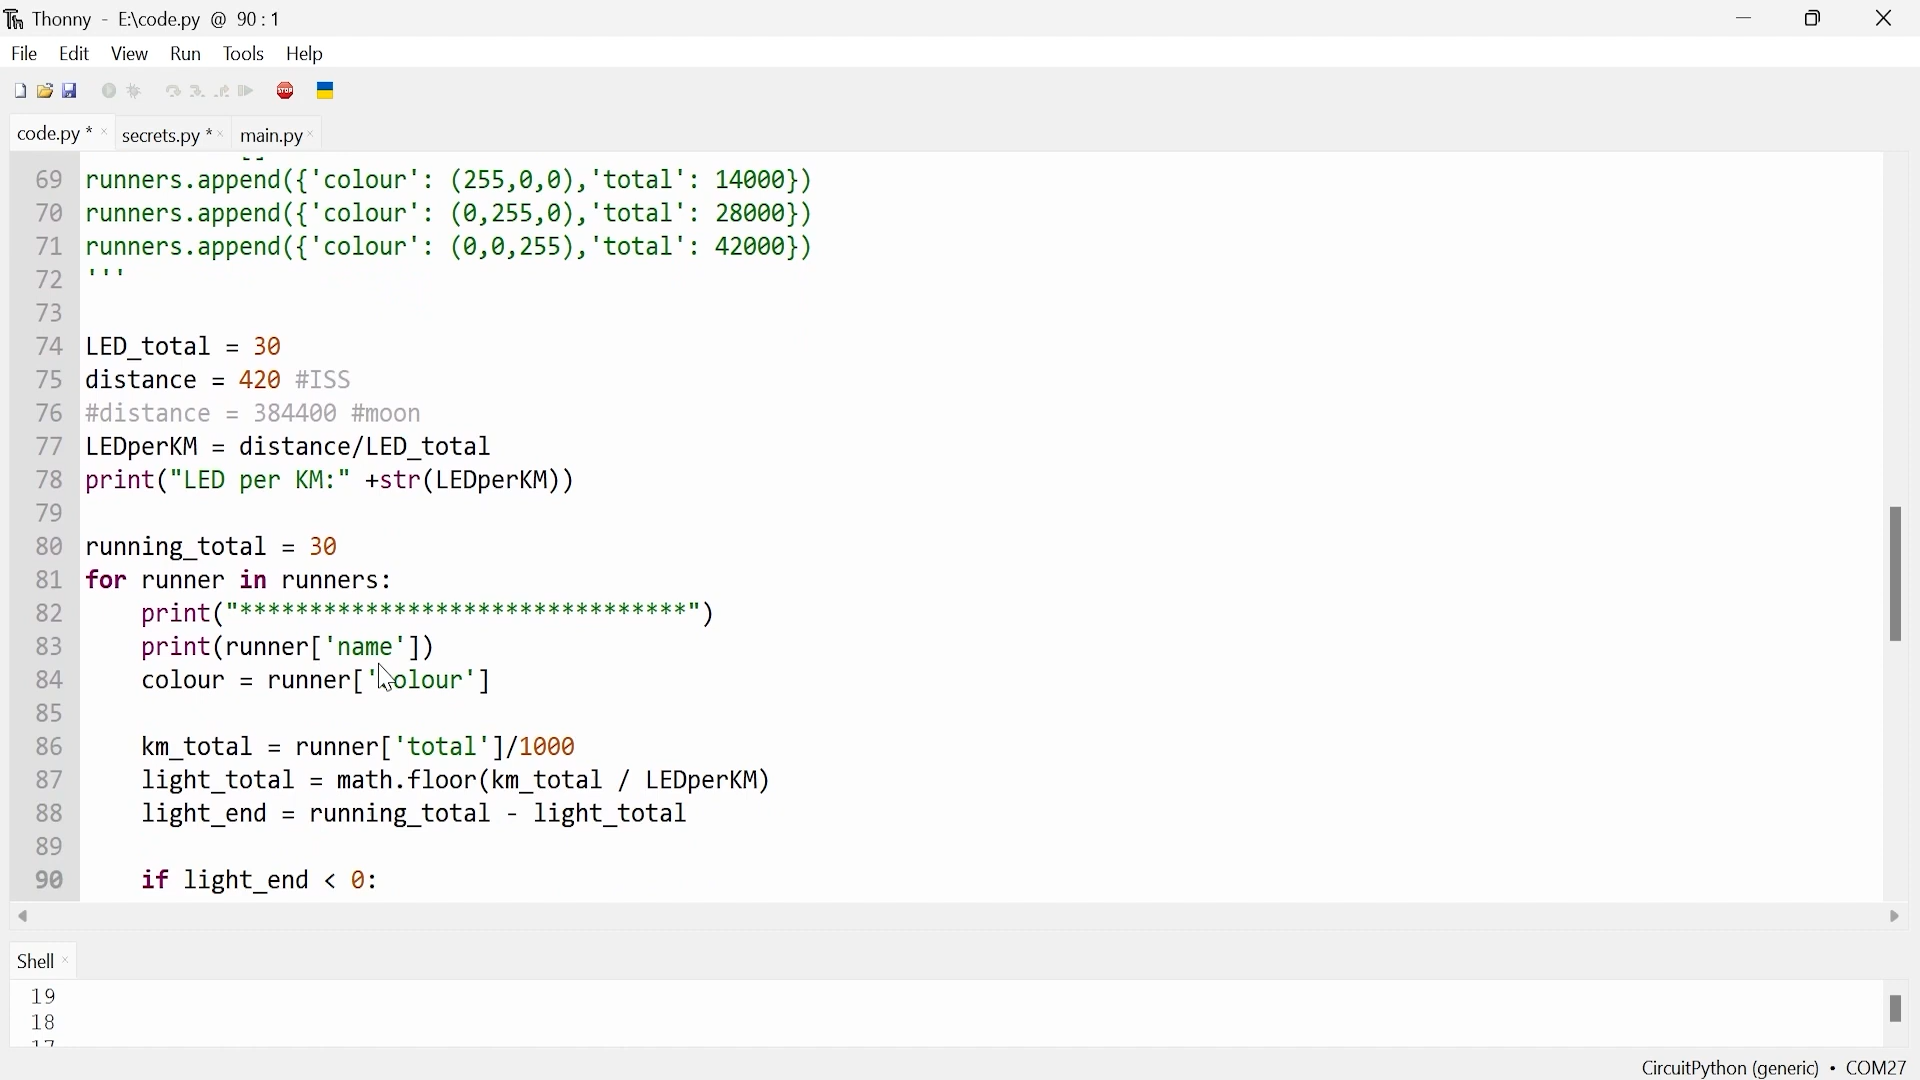 Thonny - E:\code.py @ 90 : 1
File Edit View Run Tools Help
STOP
code.py * × secrets.py * × main.py ×
69 runners.append({'colour': (255,0,0),'total': 14000})
70 runners.append({'colour': (0,255,0),'total': 28000})
71 runners.append({'colour': (0,0,255),'total': 42000})
72 '''
73
74 LED_total = 30
75 distance = 420 #ISS
76 #distance = 384400 #moon
77 LEDperKM = distance/LED_total
78 print("LED per KM:" +str(LEDperKM))
79
80 running_total = 30
81 for runner in runners:
82 print("********************************")
83 print(runner['name'])
84 colour = runner['colour']
85
86 km_total = runner['total']/1000
87 light_total = math.floor(km_total / LEDperKM)
88 light_end = running_total - light_total
89
90 if light_end < 0:
Shell ×
19
18
17
CircuitPython (generic) • COM27